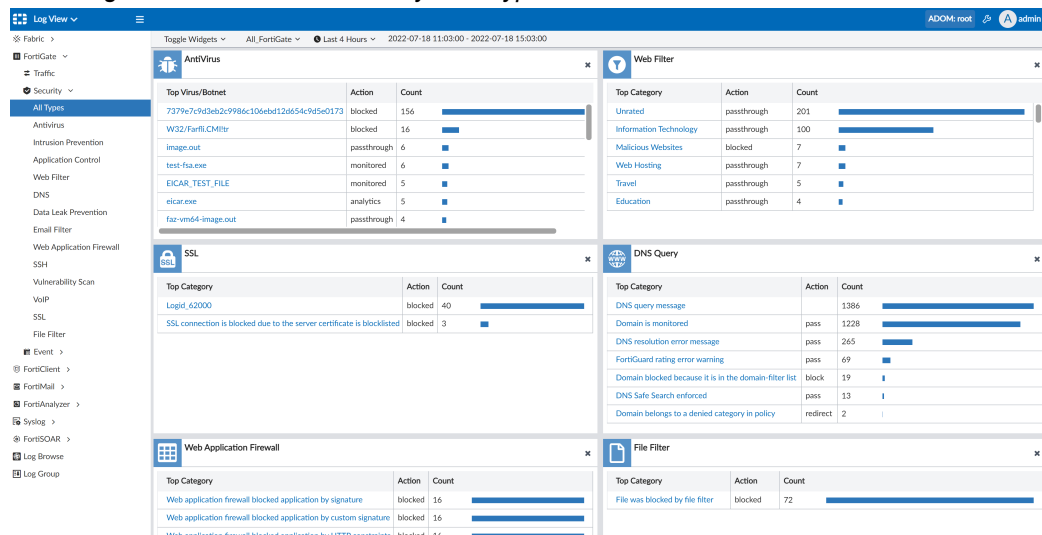 Log View
ADOM: root
A admin
Fabric
FortiGate
Traffic
Security
All Types
Antivirus
Intrusion Prevention
Application Control
Web Filter
DNS
Data Leak Prevention
Email Filter
Web Application Firewall
SSH
Vulnerability Scan
VoIP
SSL
File Filter
Event
FortiClient
FortiMail
FortiAnalyzer
Syslog
FortiSOAR
Log Browse
Log Group
Toggle Widgets All_FortiGate Last 4 Hours 2022-07-18 11:03:00 - 2022-07-18 15:03:00
AntiVirus
Top Virus/Botnet Action Count
7379e7c9d3eb2c9986c106ebd12d654c9d5e0173 blocked 156
W32/Farfli.CMI!tr blocked 16
image.out passthrough 6
test-fsa.exe monitored 6
EICAR_TEST_FILE monitored 5
eicar.exe analytics 5
faz-vm64-image.out passthrough 4
Web Filter
Top Category Action Count
Unrated passthrough 201
Information Technology passthrough 100
Malicious Websites blocked 7
Web Hosting passthrough 7
Travel passthrough 5
Education passthrough 4
SSL
SSL
Top Category Action Count
Logid_62000 blocked 40
SSL connection is blocked due to the server certificate is blocklisted blocked 3
WWW
DNS Query
Top Category Action Count
DNS query message 1386
Domain is monitored pass 1228
DNS resolution error message pass 265
FortiGuard rating error warning pass 69
Domain blocked because it is in the domain-filter list block 19
DNS Safe Search enforced pass 13
Domain belongs to a denied category in policy redirect 2
Web Application Firewall
Top Category Action Count
Web application firewall blocked application by signature blocked 16
Web application firewall blocked application by custom signature blocked 16
File Filter
Top Category Action Count
File was blocked by file filter blocked 72